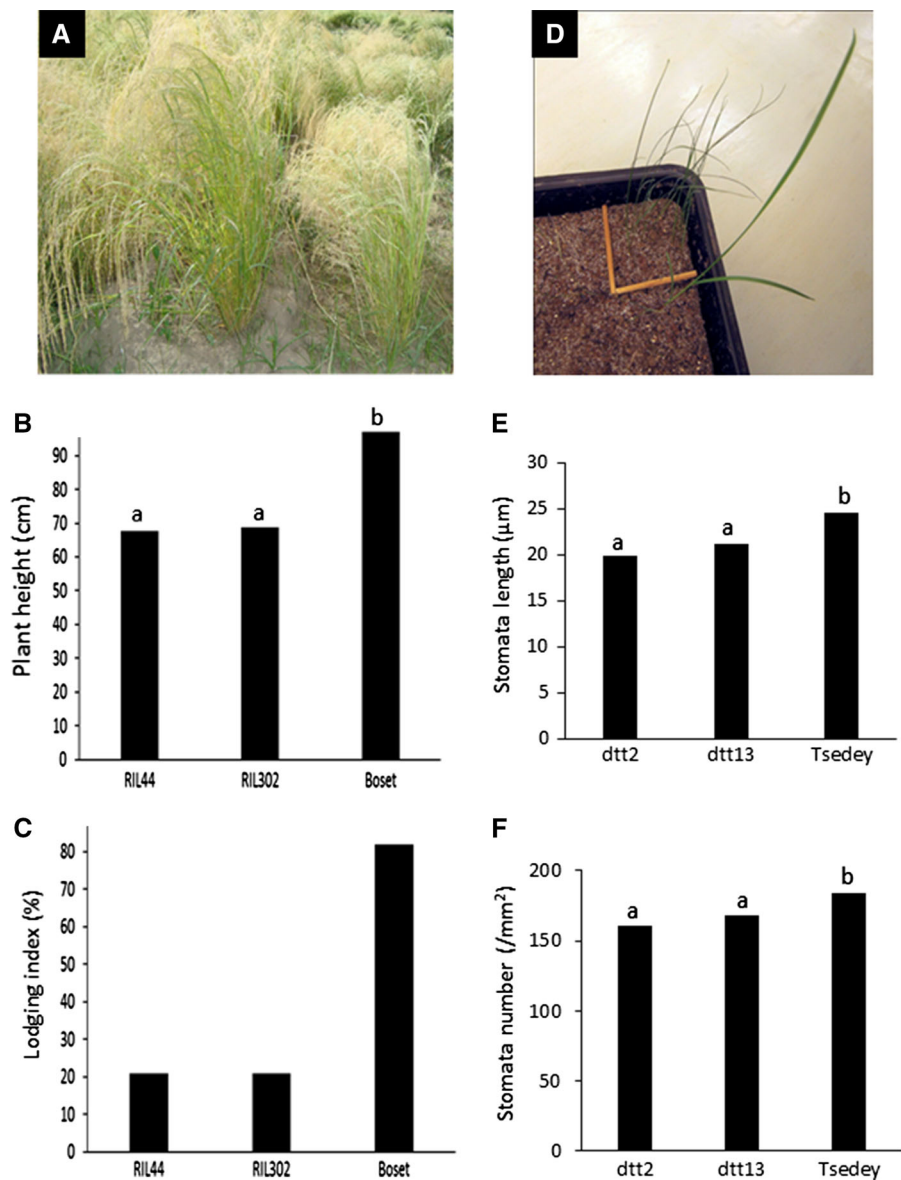 A
D
B
Plant height (cm)
90
80
70
60
50
40
30
20
10
0
a
a
b
RIL44
RIL302
Boset
C
Lodging index (%)
80
70
60
50
40
30
20
10
0
RIL44
RIL302
Boset
E
Stomata length (µm)
30
25
20
15
10
5
0
a
a
b
dtt2
dtt13
Tsedey
F
Stomata number (/mm²)
200
150
100
50
0
a
a
b
dtt2
dtt13
Tsedey